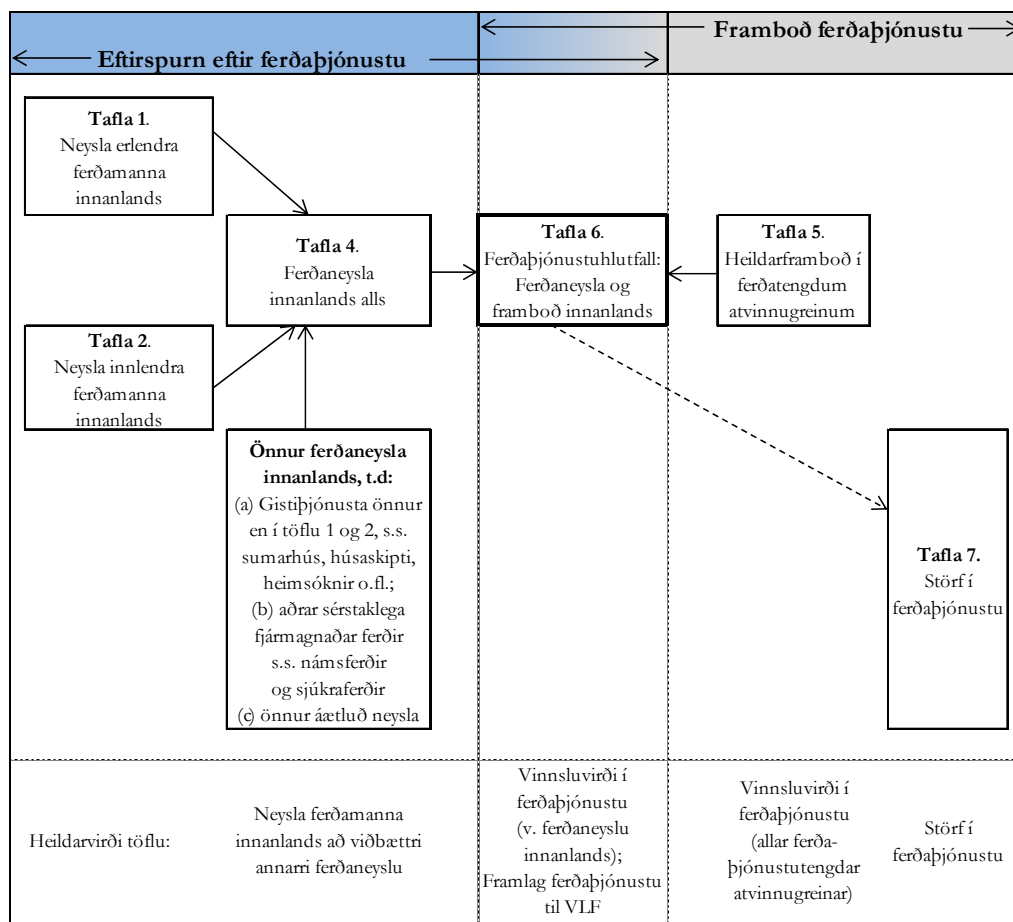 Framboð ferðaþjónustu
Eftirspurn eftir ferðaþjónustu
Tafla 1.
Neysla erlendra
ferðamanna
innanlands
Tafla 2.
Neysla innlendra
ferðamanna
innanlands
Tafla 4.
Ferðaneysla
innanlands alls
Önnur ferðaneysla
innanlands, t.d:
(a) Gistiþjónusta önnur
en í töflu 1 og 2, s.s.
sumarhús, húsaskipti,
heimsóknir o.fl.;
(b) aðrar sérstaklega
fjármagnaðar ferðir
s.s. námsferðir
og sjúkraferðir
(c) önnur áætluð neysla
Tafla 6.
Ferðaþjónustuhlutfall:
Ferðaneysla og
framboð innanlands
Tafla 5.
Heildarframboð í
ferðatengdum
atvinnugreinum
Tafla 7.
Störf í
ferðaþjónustu
Heildarvirði töflu:
Neysla ferðamanna
innanlands að viðbættri
annarri ferðaneyslu
Vinnsluvirði í
ferðaþjónustu
(v. ferðaneyslu
innanlands);
Framlag ferðaþjónustu
til VLF
Vinnsluvirði í
ferðaþjónustu
(allar ferða-
þjónustutengdar
atvinnugreinar)
Störf í
ferðaþjónustu